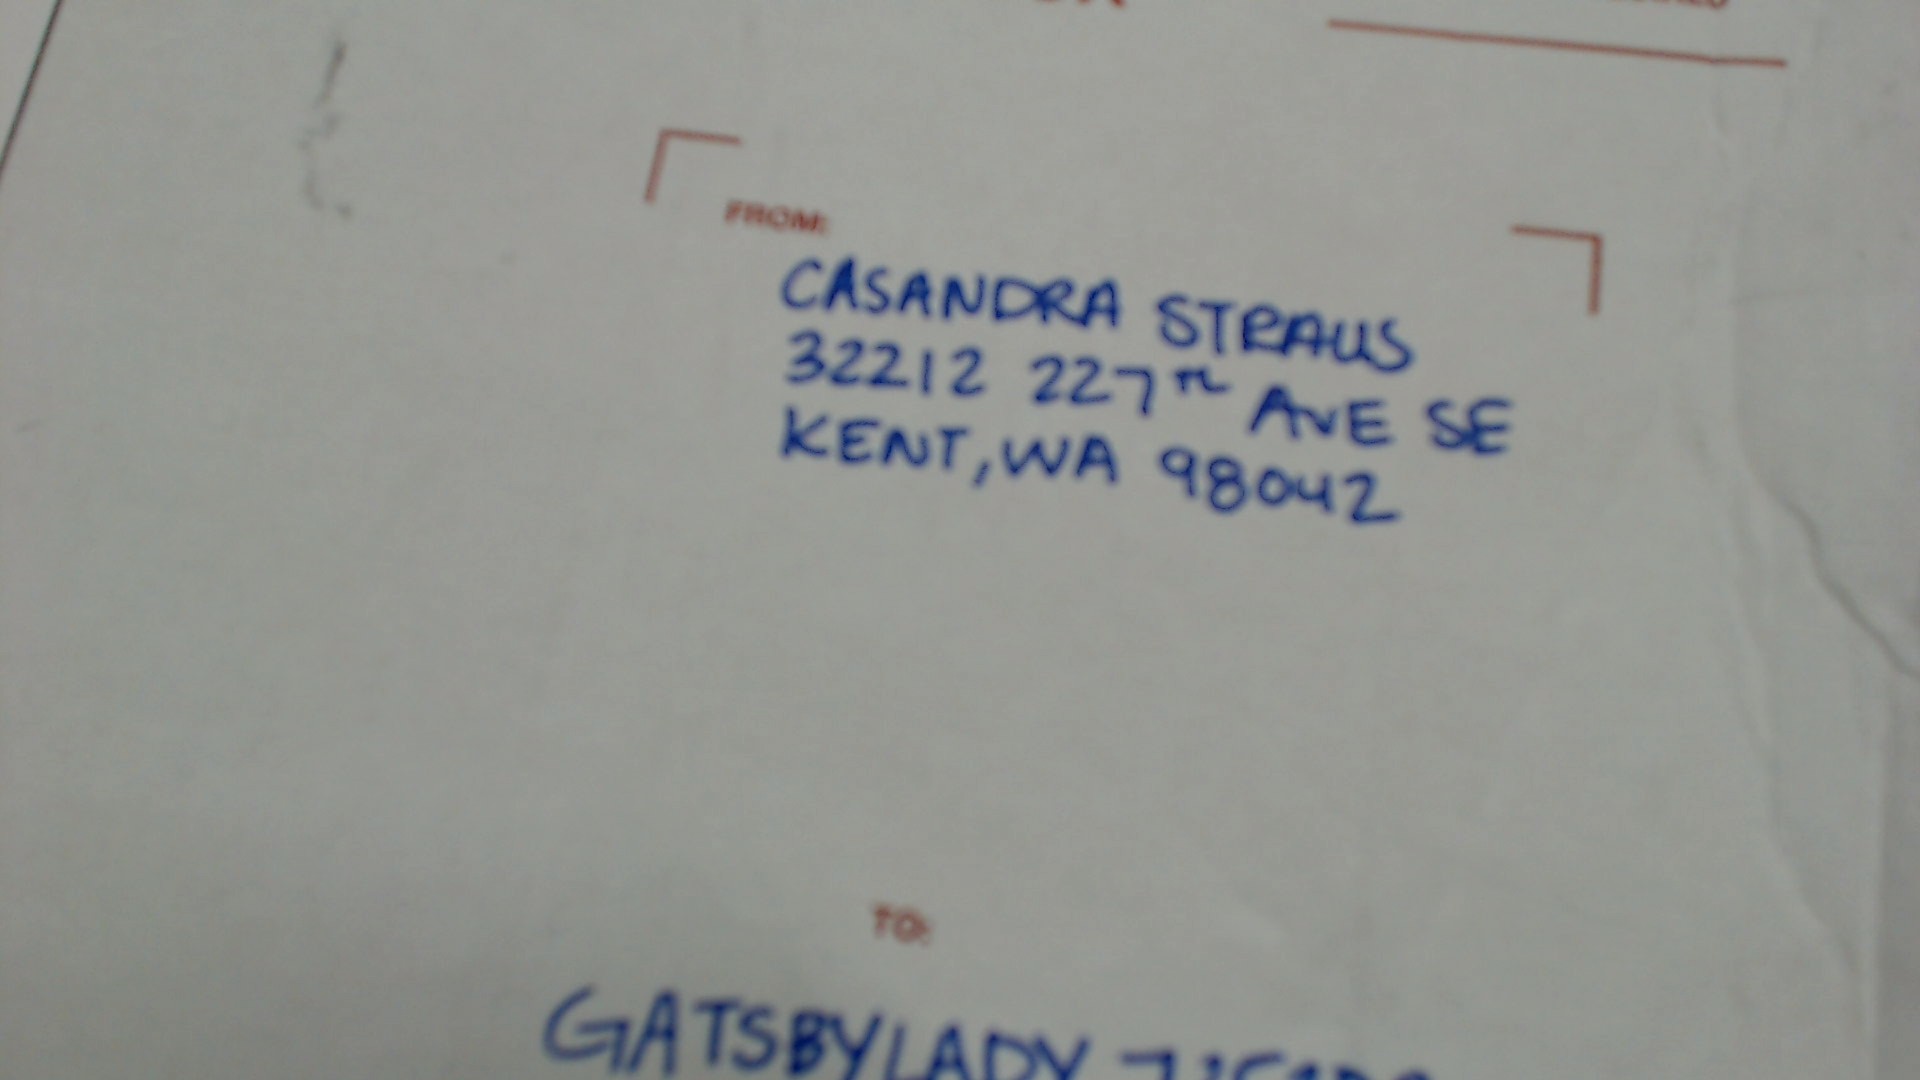 FROM:
CASANDRA STRAUS
32212 227TH AVE SE
KENT, WA 98042
TO:
GATSBYLADY